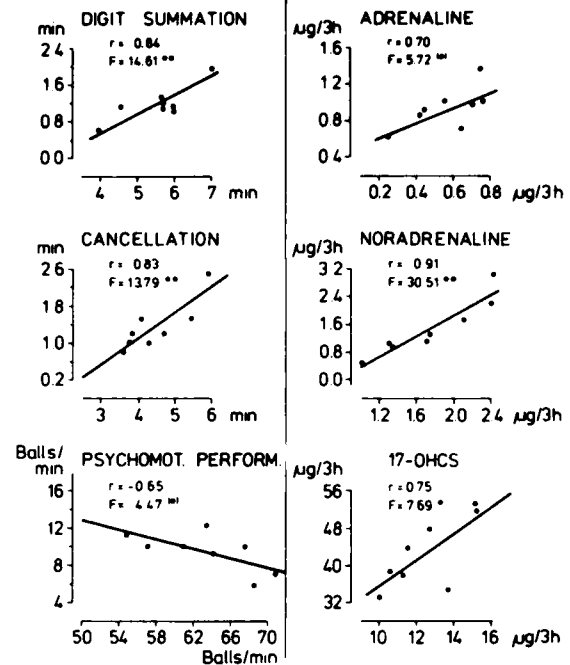 DIGIT SUMMATION
min
r = 0.84
F = 14.61 **
2.4
1.6
0.8
0.0
4 5 6 7 min
ADRENALINE
µg/3h
r = 0.70
F = 5.72
1.6
1.2
0.8
0.4
0.2 0.4 0.6 0.8 µg/3h
CANCELLATION
min
r = 0.83
F = 13.79 **
2.6
1.8
1.0
0.2
3 4 5 6 min
NORADRENALINE
µg/3h
r = 0.91
F = 30.51 **
3.2
2.4
1.6
0.8
0.0
1.2 1.6 2.0 2.4 µg/3h
PSYCHOMOT. PERFORM.
Balls/
min
r = -0.65
F = 4.47
16
12
8
4
50 54 58 62 66 70
Balls/min
17-OHCS
µg/3h
r = 0.75
F = 7.69
56
48
40
32
10 12 14 16 µg/3h